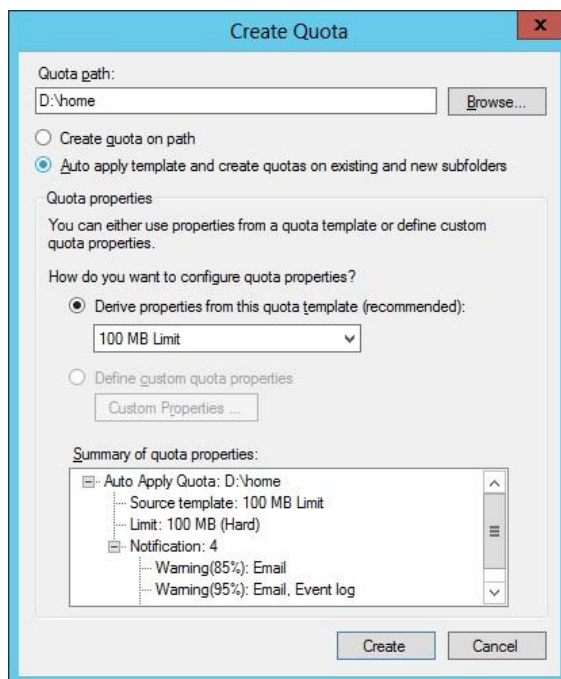 Create Quota
x
Quota path:
D:\home
Browse...
Create quota on path
Auto apply template and create quotas on existing and new subfolders
Quota properties
You can either use properties from a quota template or define custom
quota properties.
How do you want to configure quota properties?
Derive properties from this quota template (recommended):
100 MB Limit
Define custom quota properties
Custom Properties ...
Summary of quota properties:
Auto Apply Quota: D:\home
Source template: 100 MB Limit
Limit: 100 MB (Hard)
Notification: 4
Warning(85%): Email
Warning(95%): Email, Event log
Create
Cancel